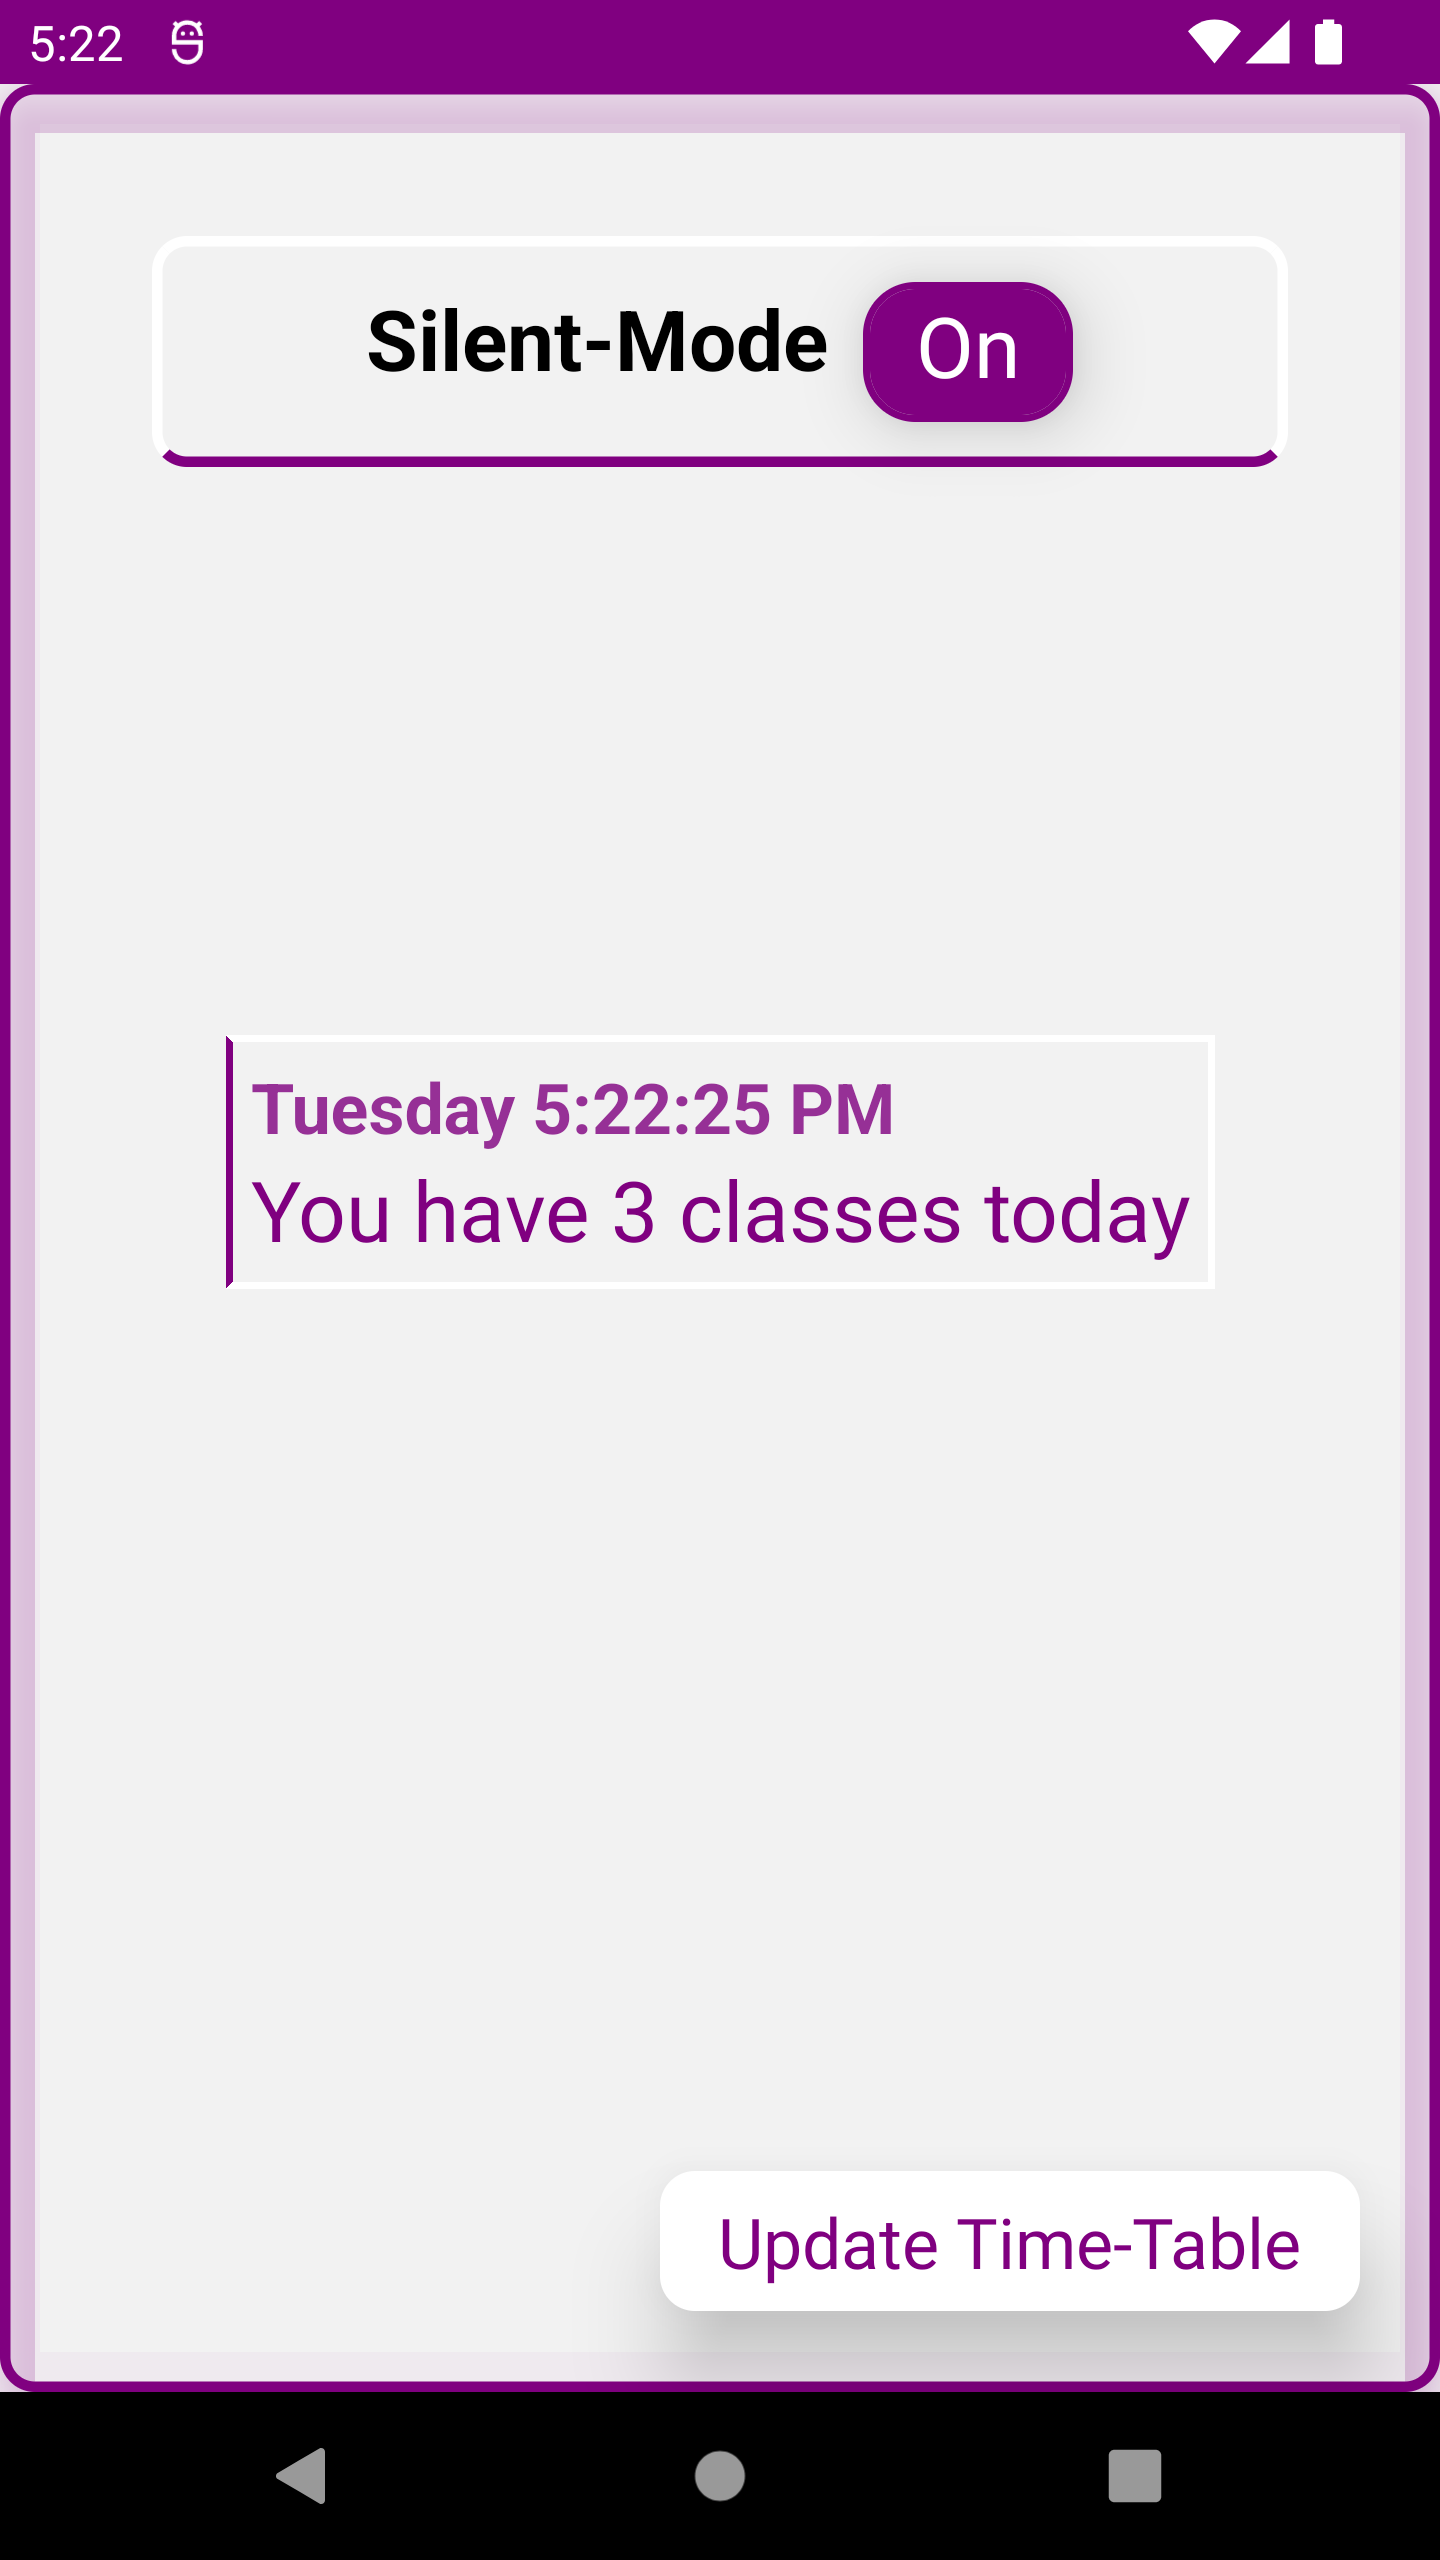 5:22
Silent-Mode On
Tuesday 5:22:25 PM
You have 3 classes today
Update Time-Table